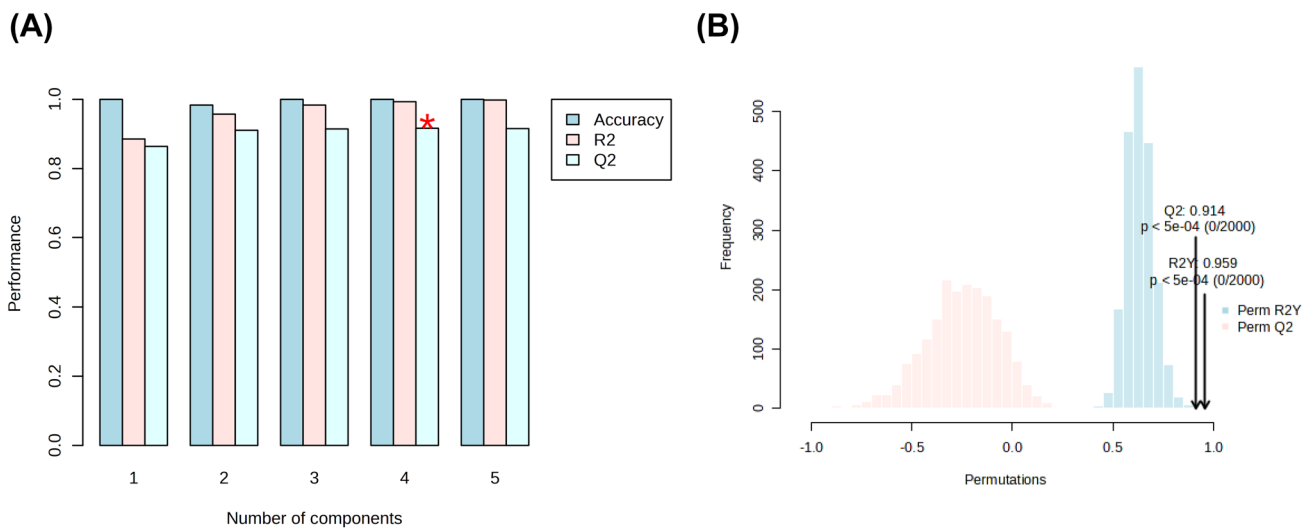 (A)
Performance
1.0
0.8
0.6
0.4
0.2
0.0
1 2 3 4 5
Number of components
Accuracy
R2
Q2
*
(B)
Frequency
500
400
300
200
100
0
-1.0 -0.5 0.0 0.5 1.0
Permutations
Q2: 0.914
p < 5e-04 (0/2000)
R2Y: 0.959
p < 5e-04 (0/2000)
Perm R2Y
Perm Q2